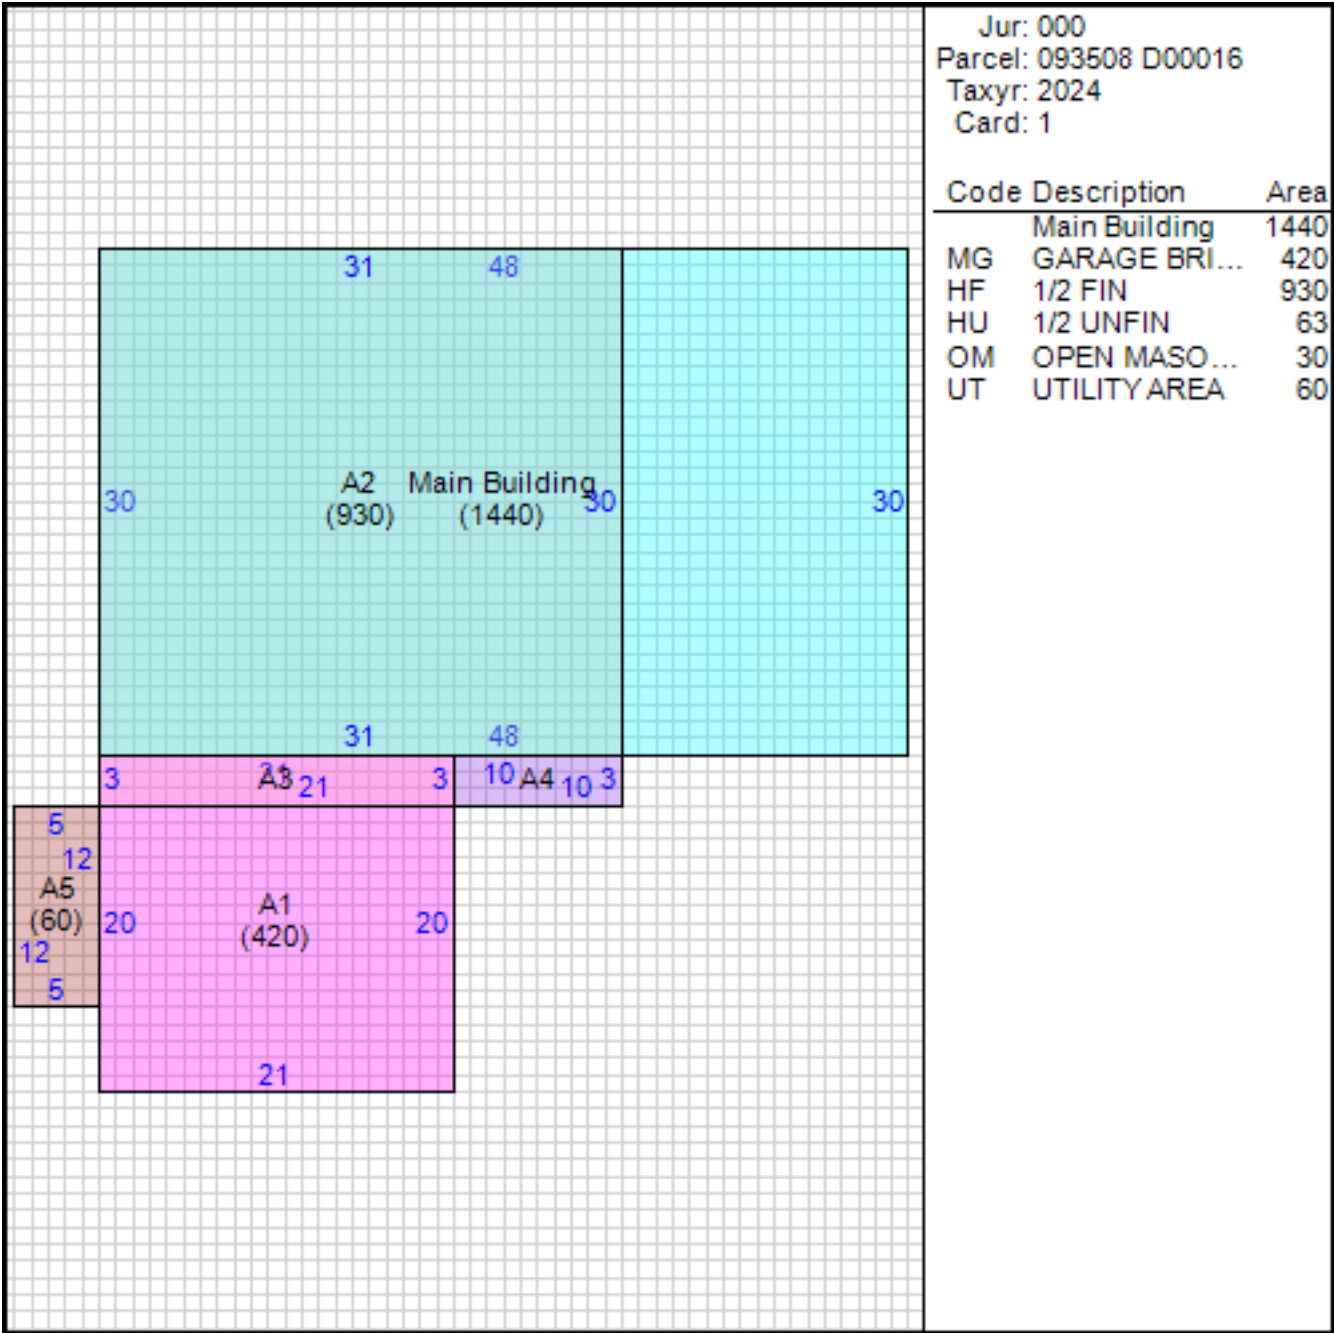 Jur: 000
Parcel: 093508 D00016
Taxyr: 2024
Card: 1
Code Description Area
Main Building 1440
MG GARAGE BRI... 420
HF 1/2 FIN 930
HU 1/2 UNFIN 63
OM OPEN MASO... 30
UT UTILITY AREA 60
31 48
A2 Main Building
30 (930) (1440) 30 30
31 48
3 A3 21 3 10 A4 10 3
5
12
A5
(60)
12
5
A1
20 (420) 20
21